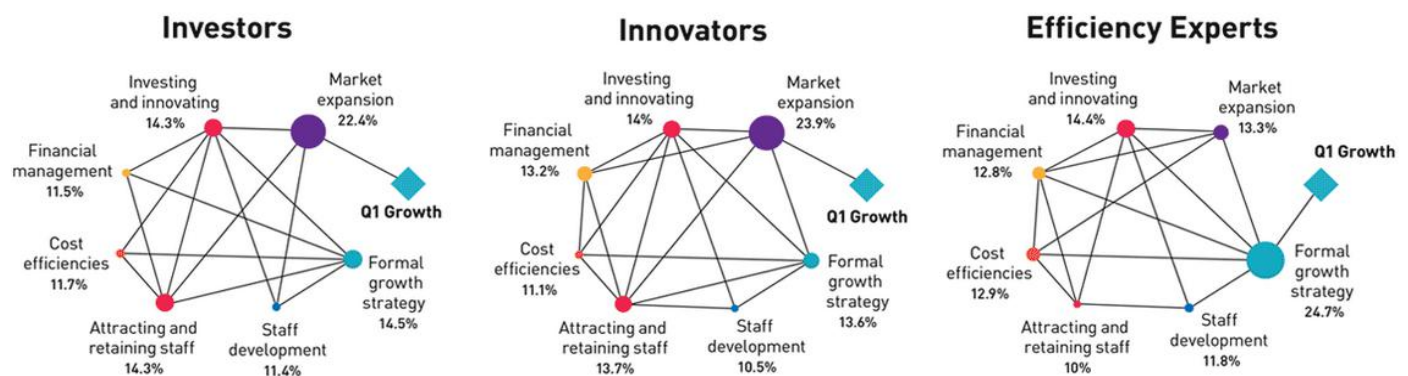 Investors
Investing
and innovating
14.3%
Market
expansion
22.4%
Financial
management
11.5%
Q1 Growth
Cost
efficiencies
11.7%
Formal
growth
strategy
14.5%
Attracting and
retaining staff
14.3%
Staff
development
11.4%
Innovators
Investing
and innovating
14%
Market
expansion
23.9%
Financial
management
13.2%
Q1 Growth
Cost
efficiencies
11.1%
Formal
growth
strategy
13.6%
Attracting and
retaining staff
13.7%
Staff
development
10.5%
Efficiency Experts
Investing
and innovating
14.4%
Market
expansion
13.3%
Financial
management
12.8%
Q1 Growth
Cost
efficiencies
12.9%
Formal
growth
strategy
24.7%
Attracting and
retaining staff
10%
Staff
development
11.8%